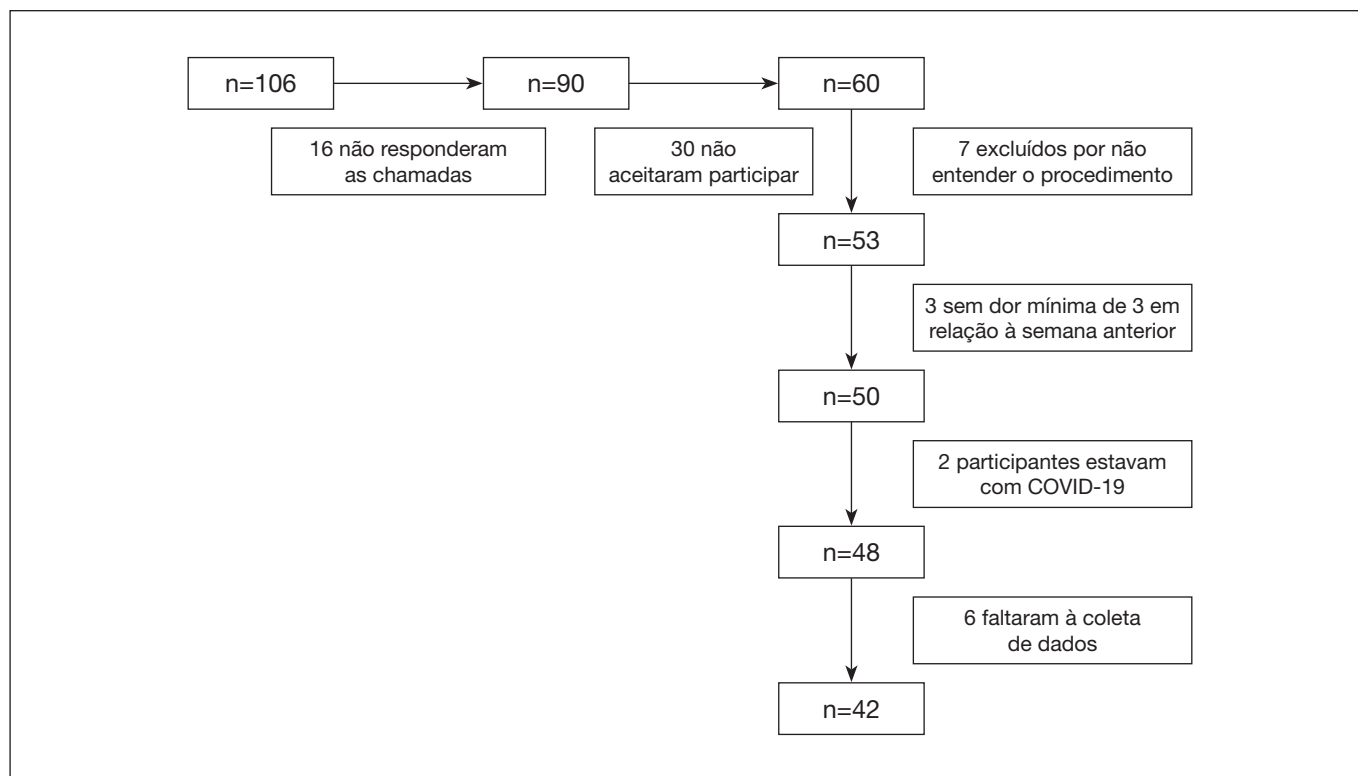 n=106
n=90
n=60
16 não responderam
as chamadas
30 não
aceitaram participar
7 excluídos por não
entender o procedimento
n=53
3 sem dor mínima de 3 em
relação à semana anterior
n=50
2 participantes estavam
com COVID-19
n=48
6 faltaram à coleta
de dados
n=42